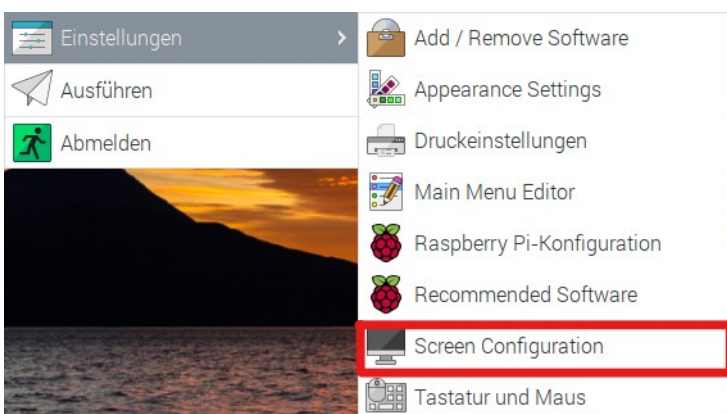 Einstellungen
Ausführen
Abmelden
Add / Remove Software
Appearance Settings
Druckeinstellungen
Main Menu Editor
Raspberry Pi-Konfiguration
Recommended Software
Screen Configuration
Tastatur und Maus